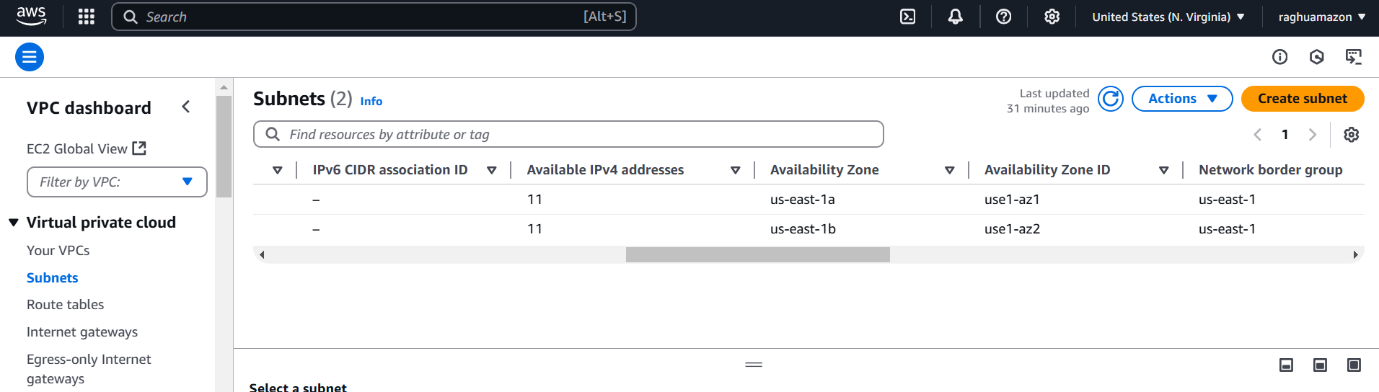 aws
Search [Alt+S]
United States (N. Virginia)
raghuamazon
VPC dashboard
EC2 Global View
Filter by VPC:
Virtual private cloud
Your VPCs
Subnets
Route tables
Internet gateways
Egress-only Internet
gateways
Subnets (2) Info
Last updated
31 minutes ago
Actions
Create subnet
Find resources by attribute or tag
1
IPv6 CIDR association ID Available IPv4 addresses Availability Zone Availability Zone ID Network border group
– 11 us-east-1a use1-az1 us-east-1
– 11 us-east-1b use1-az2 us-east-1
Select a subnet